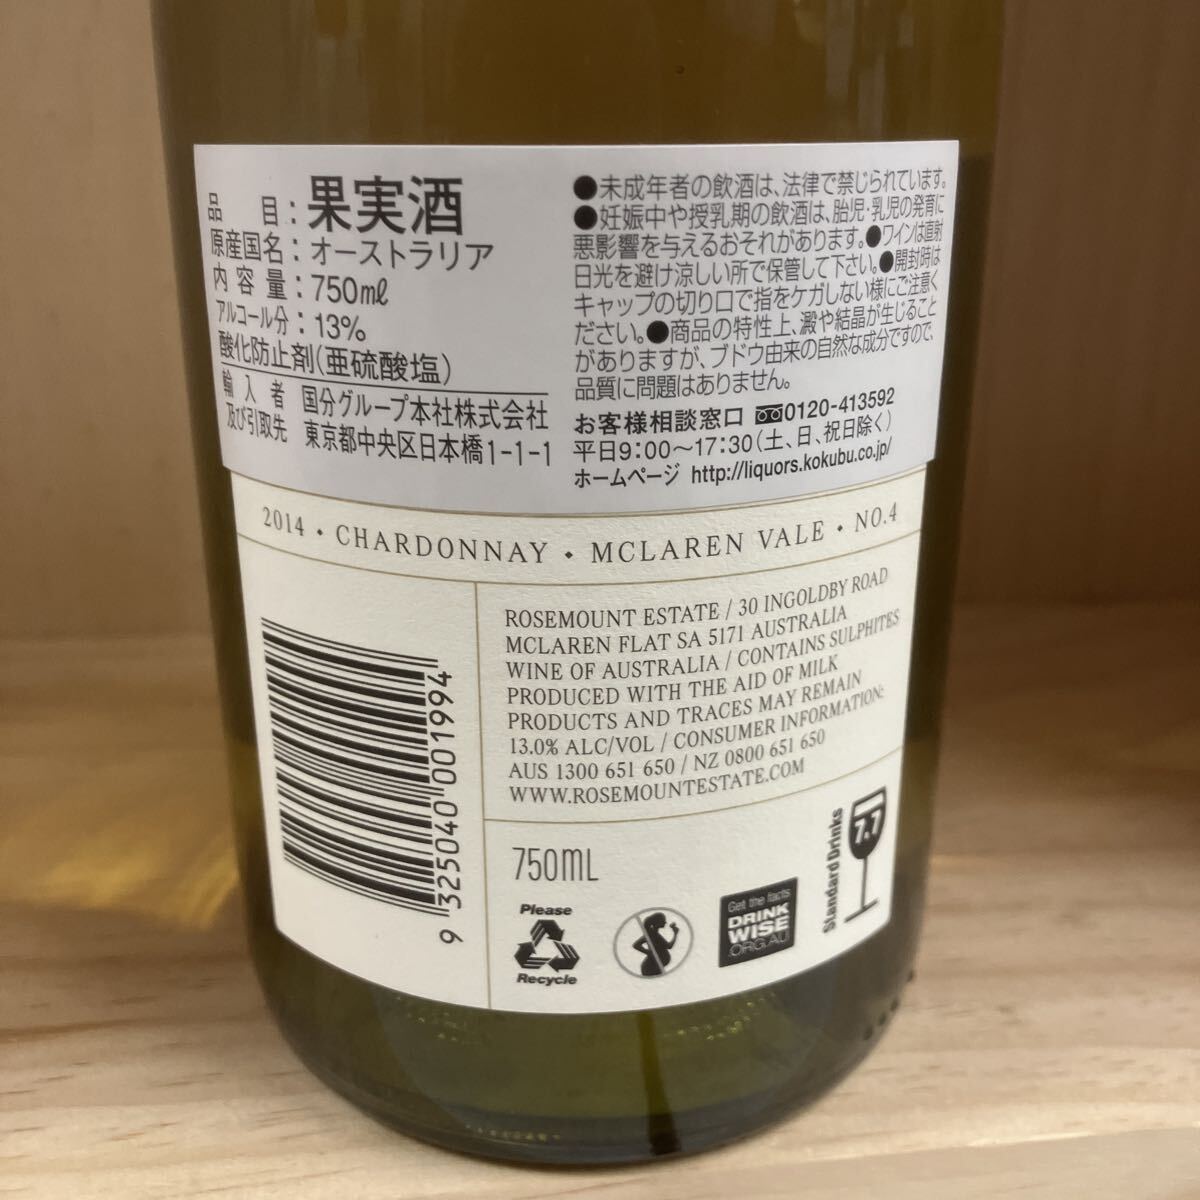 品目：果実酒
原産国名：オーストラリア
内容量：750mℓ
アルコール分：13%
酸化防止剤(亜硫酸塩)
輸入者及び引取先 国分グループ本社株式会社
東京都中央区日本橋1-1-1
●未成年者の飲酒は、法律で禁じられています。
●妊娠中や授乳期の飲酒は、胎児・乳児の発育に
悪影響を与えるおそれがあります。●ワインは直射
日光を避け涼しい所で保管して下さい。●開封時は
キャップの切り口で指をケガしない様にご注意く
ださい。●商品の特性上、澱や結晶が生じること
がありますが、ブドウ由来の自然な成分ですので、
品質に問題はありません。
お客様相談窓口 0120-413592
平日9:00〜17:30(土、日、祝日除く)
ホームページ http://liquors.kokubu.co.jp/
2014 • CHARDONNAY • MCLAREN VALE • NO.4
ROSEMOUNT ESTATE / 30 INGOLDBY ROAD
MCLAREN FLAT SA 5171 AUSTRALIA
WINE OF AUSTRALIA / CONTAINS SULPHITES
PRODUCED WITH THE AID OF MILK
PRODUCTS AND TRACES MAY REMAIN
13.0% ALC/VOL / CONSUMER INFORMATION:
AUS 1300 651 650 / NZ 0800 651 650
WWW.ROSEMOUNTESTATE.COM
9 325040 001994
750ML
Please
Recycle
Get the facts
DRINK
WISE
.ORG.AU
Standard Drinks
7.7